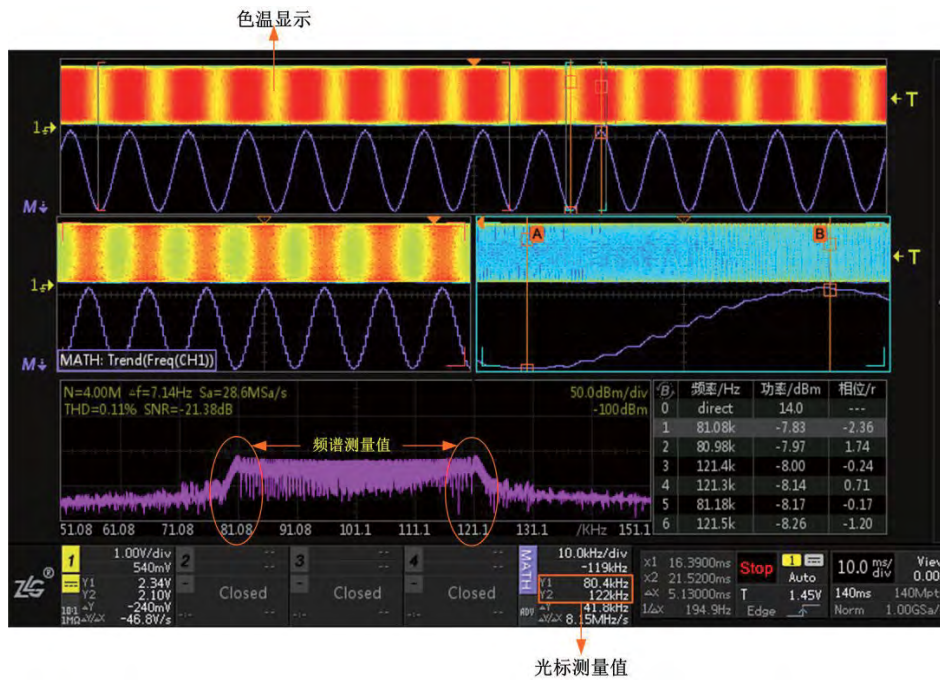 色温显示
T
1
M
A
B
T
1
M
MATH: Trend(Freq(CH1))
N=4.00M ▵f=7.14Hz Sa=28.6MSa/s
THD=0.11% SNR=-21.38dB
50.0dBm/div
-100dBm
频谱测量值
51.08 61.08 71.08 81.08 91.08 101.1 111.1 121.1 131.1 /KHz 151.1
B 频率/Hz 功率/dBm 相位/r
0 direct 14.0 ---
1 81.08k -7.83 -2.36
2 80.98k -7.97 1.74
3 121.4k -8.00 -0.24
4 121.3k -8.14 0.71
5 81.18k -8.17 -0.17
6 121.5k -8.26 -1.20
ZLG®
1 1.00V/div
540mV
Y1 2.34V
Y2 2.10V
▵Y -240mV
1MΩ ▵Y/▵X -46.8V/s
2 -- --
Closed
3 -- --
Closed
4 -- --
Closed
MATH 10.0kHz/div
-119kHz
Y1 80.4kHz
Y2 122kHz
ADV ▵Y 41.8kHz
▵Y/▵X 8.15MHz/s
x1 16.3900ms
x2 21.5200ms
▵X 5.13000ms
1/▵X 194.9Hz
Stop 1
Auto
T 1.45V
Edge
10.0 ms/div View
0.00
140ms 140Mpt
Norm 1.00GSa/
光标测量值